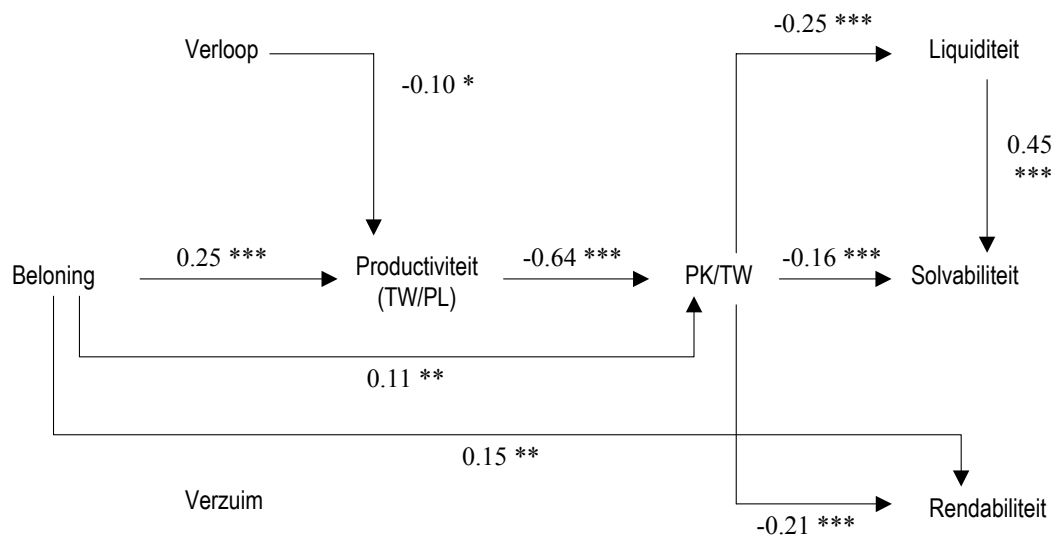 -0.25 ***
Verloop
Liquiditeit
-0.10 *
0.45
***
0.25 ***
Productiviteit
(TW/PL)
-0.64 ***
-0.16 ***
Beloning
PK/TW
Solvabiliteit
0.11 **
0.15 **
Verzuim
Rendabiliteit
-0.21 ***